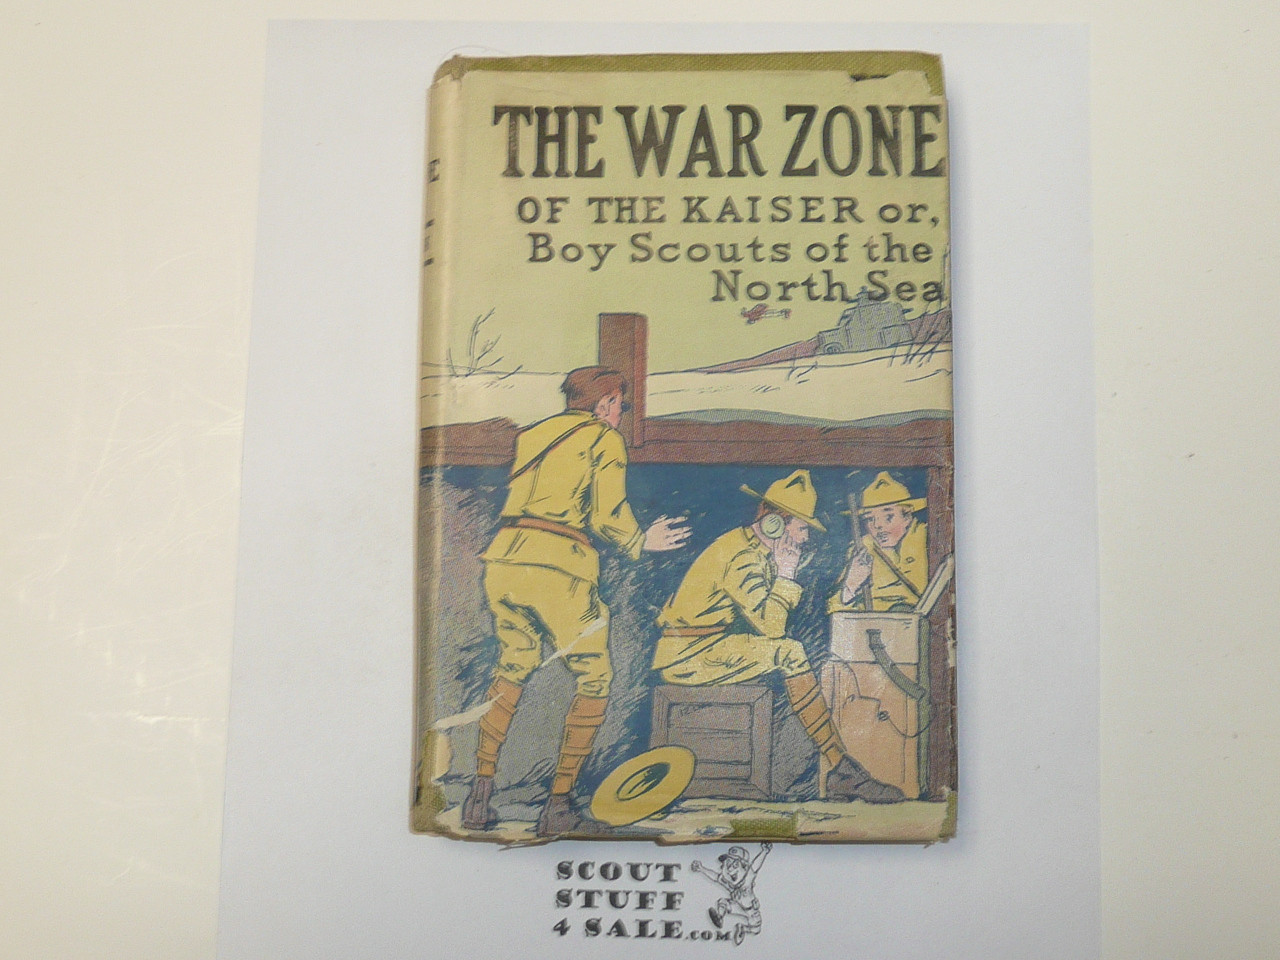 THE WAR ZONE
OF THE KAISER or,
Boy Scouts of the
North Sea
SCOUT
STUFF
4 SALE.COM